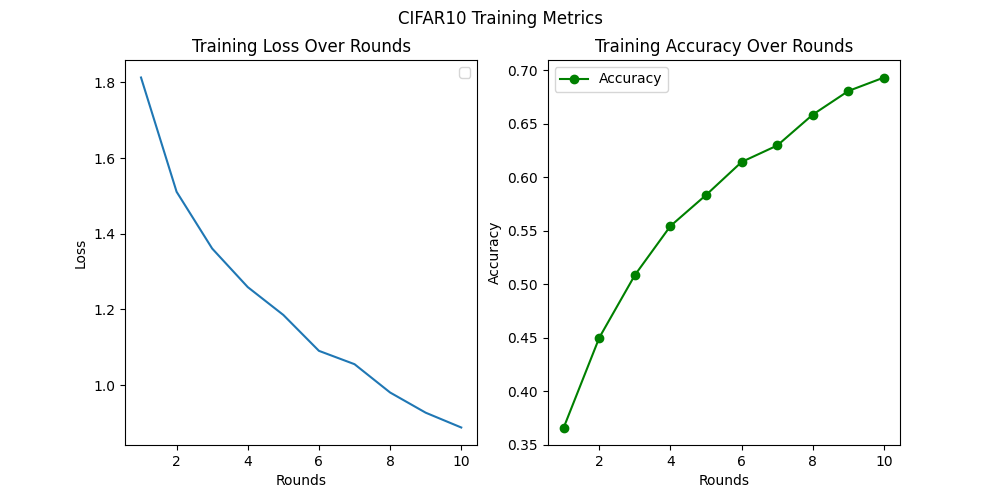 CIFAR10 Training Metrics
Training Loss Over Rounds
1.8
1.6
1.4
1.2
1.0
Loss
2 4 6 8 10
Rounds
Training Accuracy Over Rounds
Accuracy
0.70
0.65
0.60
0.55
0.50
0.45
0.40
0.35
Accuracy
2 4 6 8 10
Rounds